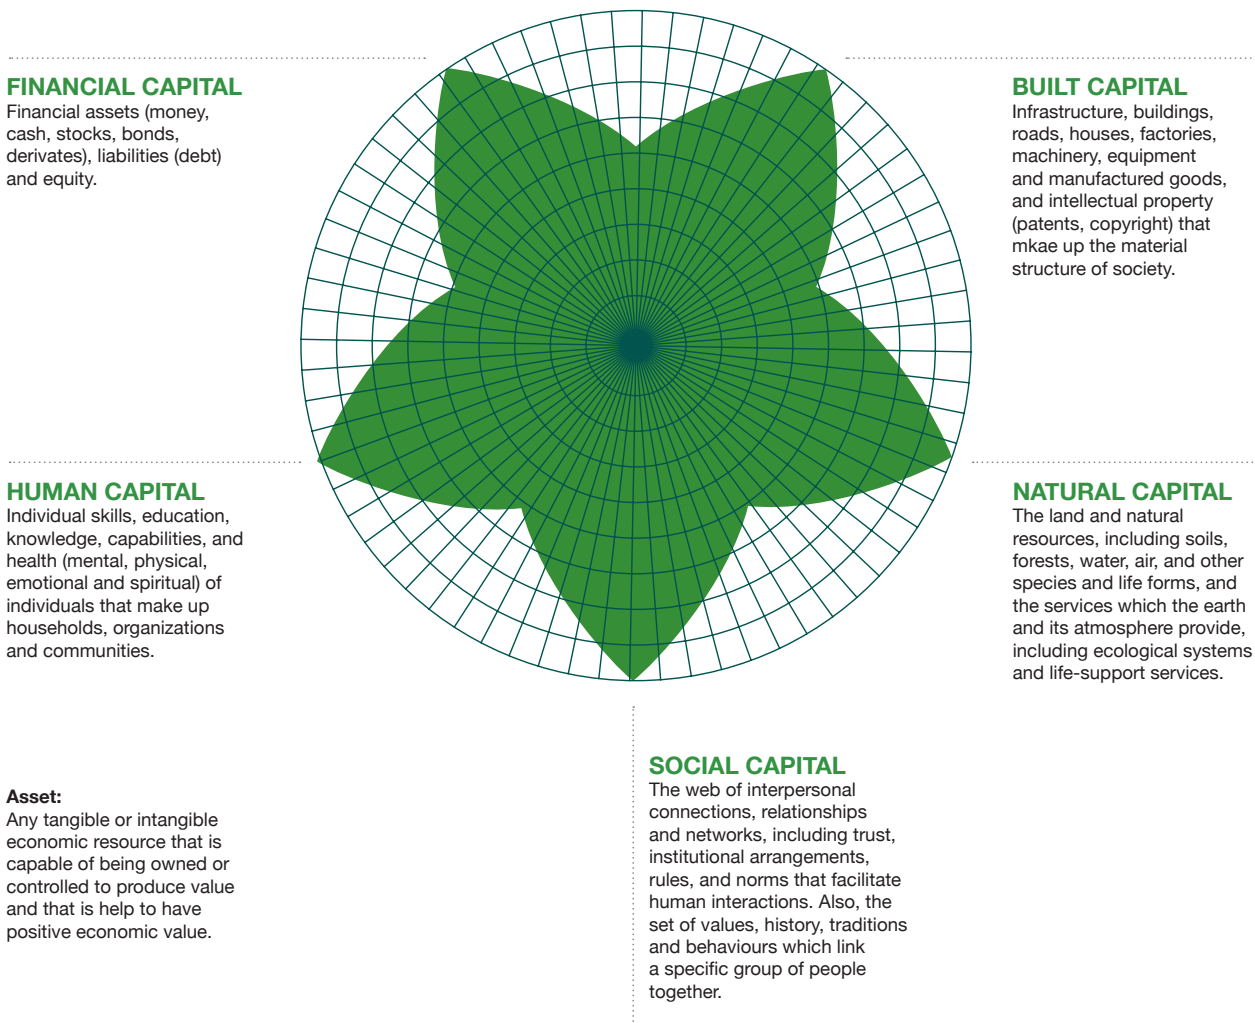 FINANCIAL CAPITAL
Financial assets (money,
cash, stocks, bonds,
derivates), liabilities (debt)
and equity.
BUILT CAPITAL
Infrastructure, buildings,
roads, houses, factories,
machinery, equipment
and manufactured goods,
and intellectual property
(patents, copyright) that
mkae up the material
structure of society.
HUMAN CAPITAL
Individual skills, education,
knowledge, capabilities, and
health (mental, physical,
emotional and spiritual) of
individuals that make up
households, organizations
and communities.
NATURAL CAPITAL
The land and natural
resources, including soils,
forests, water, air, and other
species and life forms, and
the services which the earth
and its atmosphere provide,
including ecological systems
and life-support services.
SOCIAL CAPITAL
The web of interpersonal
connections, relationships
and networks, including trust,
institutional arrangements,
rules, and norms that facilitate
human interactions. Also, the
set of values, history, traditions
and behaviours which link
a specific group of people
together.
Asset:
Any tangible or intangible
economic resource that is
capable of being owned or
controlled to produce value
and that is help to have
positive economic value.